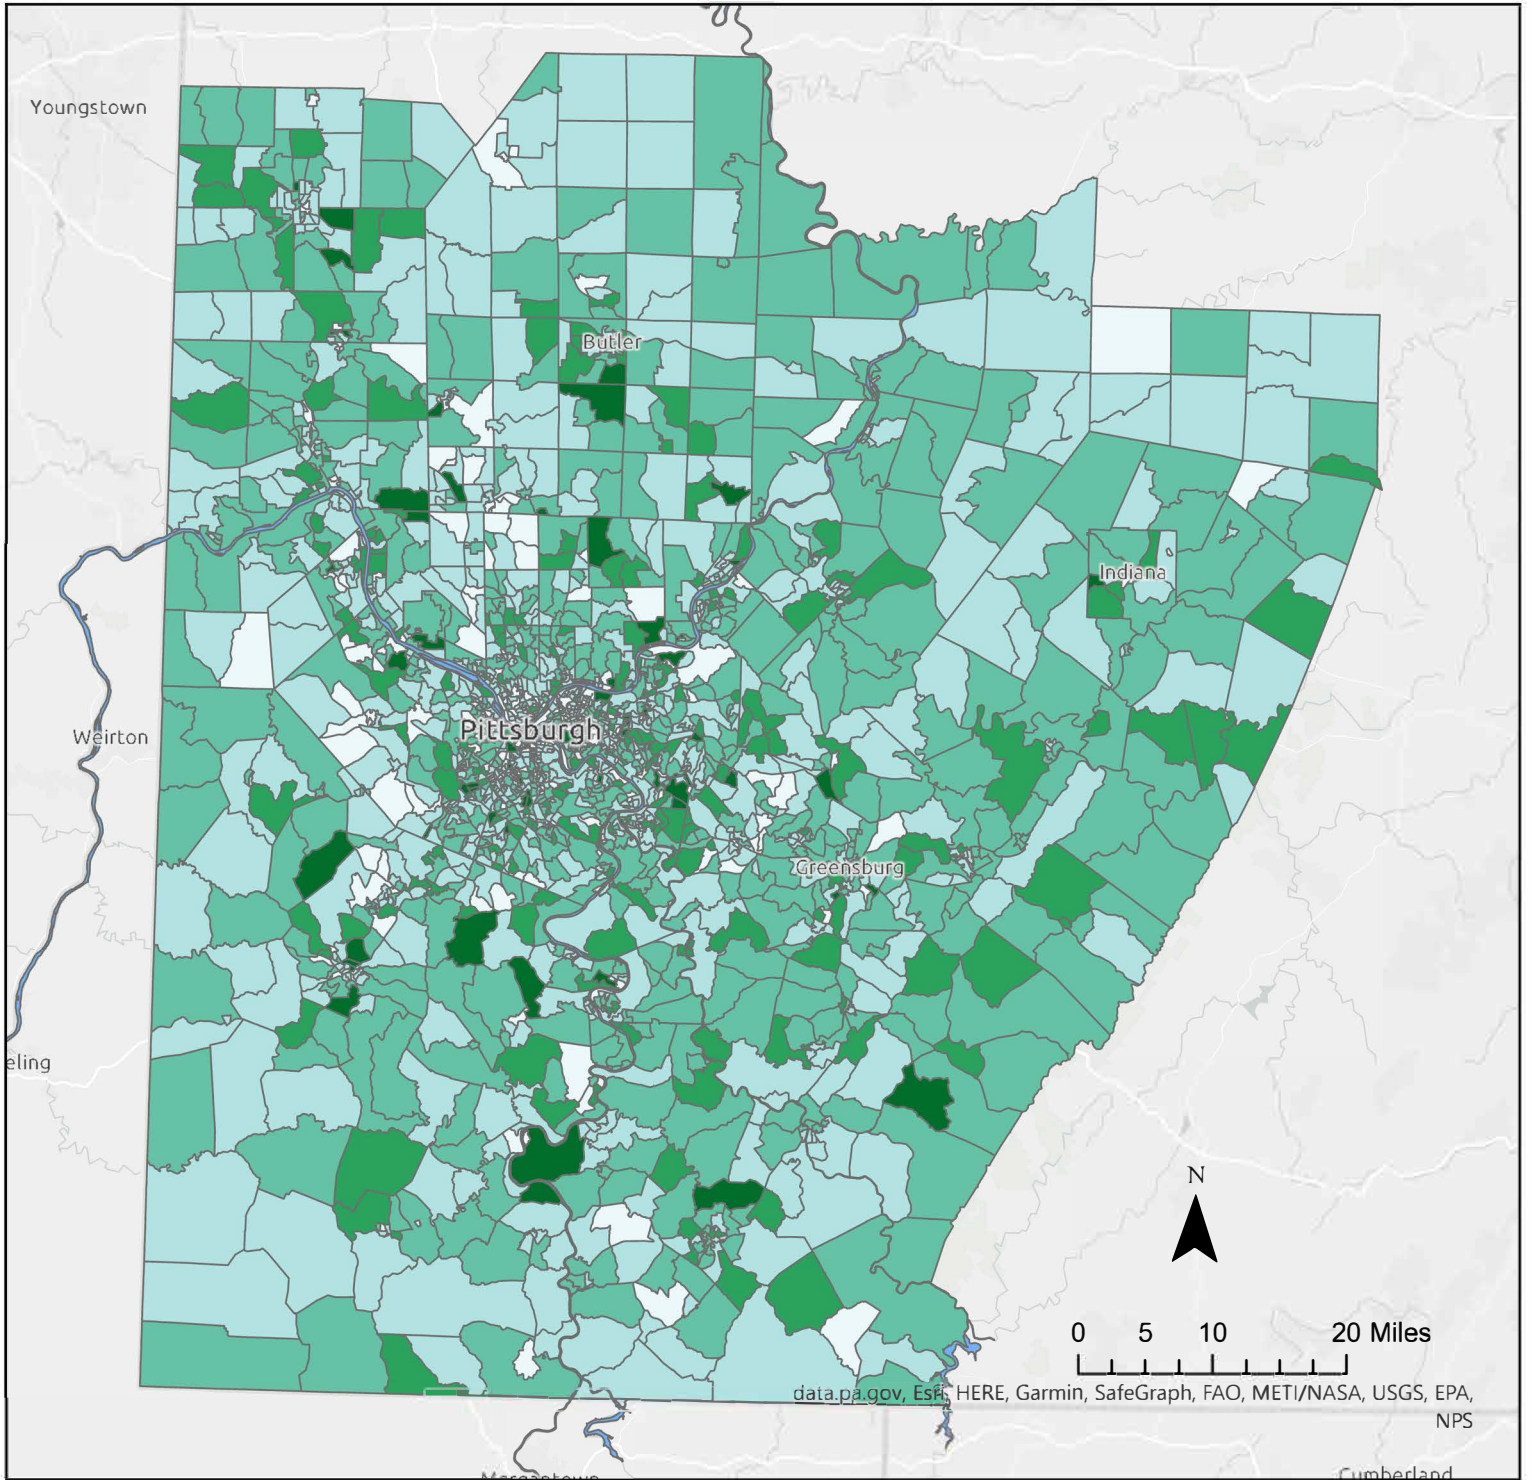 Youngstown
Butler
Indiana
Pittsburgh
Weirton
Greensburg
eling
N
0 5 10 20 Miles
data.pa.gov, Esri, HERE, Garmin, SafeGraph, FAO, METI/NASA, USGS, EPA,
NPS
Morgantown
Cumberland